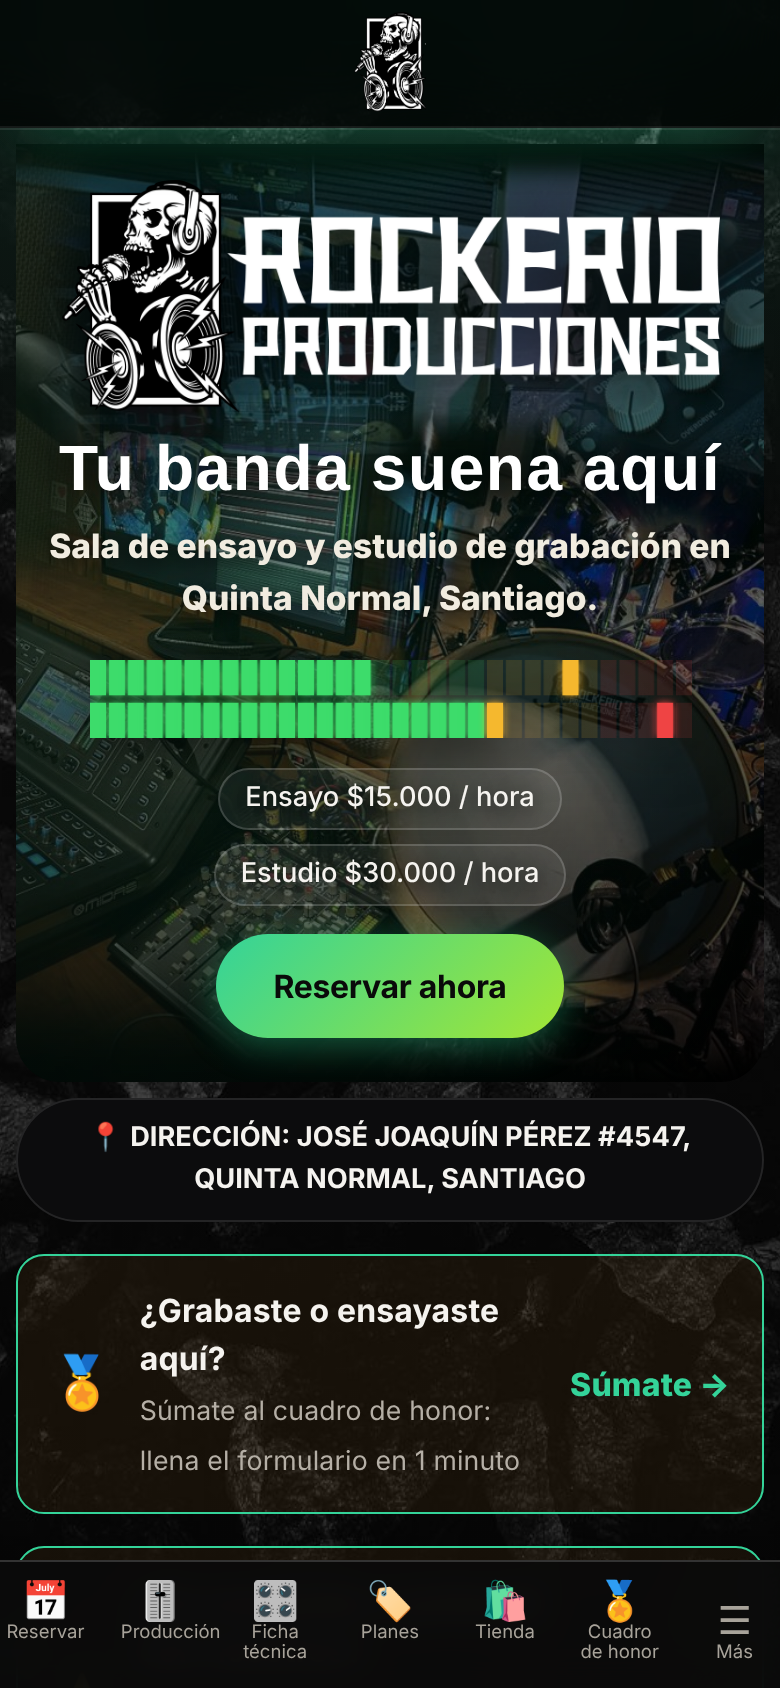 ROCKERIO
PRODUCCIONES
Tu banda suena aquí
Sala de ensayo y estudio de grabación en
Quinta Normal, Santiago.
Ensayo $15.000 / hora
Estudio $30.000 / hora
Reservar ahora
📍 DIRECCIÓN: JOSÉ JOAQUÍN PÉREZ #4547,
QUINTA NORMAL, SANTIAGO
¿Grabaste o ensayaste
aquí?
Súmate al cuadro de honor:
llena el formulario en 1 minuto
Súmate →
July
17
Reservar
Producción
Ficha
técnica
Planes
Tienda
Cuadro
de honor
Más